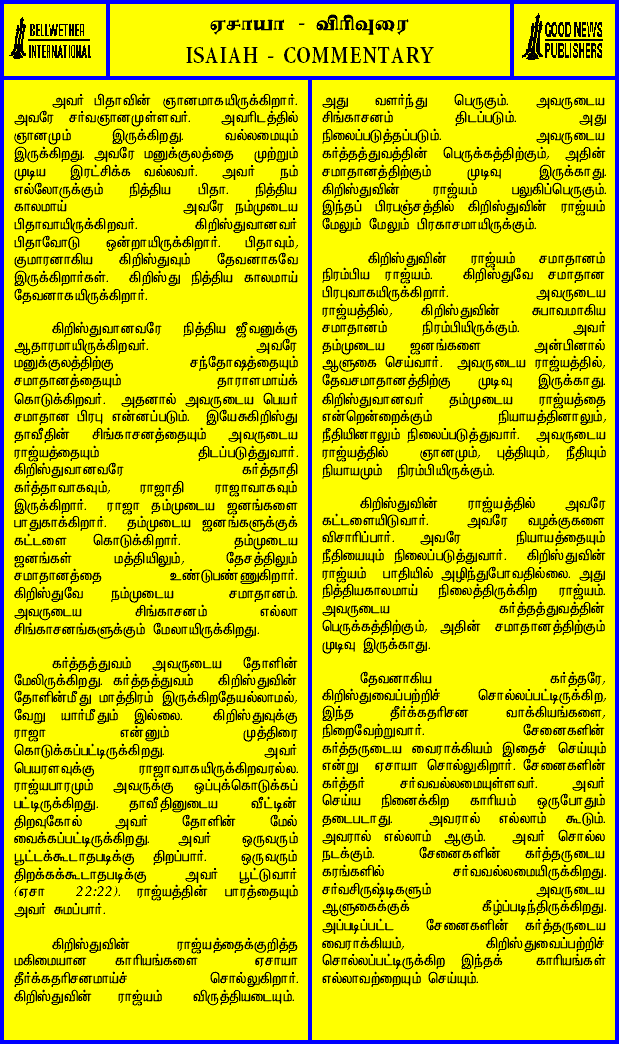 BELLWETHER
INTERNATIONAL
ஏசாயா - விரிவுரை
ISAIAH - COMMENTARY
GOOD NEWS
PUBLISHERS
அவர் பிதாவின் ஞானமாகயிருக்கிறார்.
அவரே சர்வஞானமுள்ளவர். அவரிடத்தில்
ஞானமும் இருக்கிறது. வல்லமையும்
இருக்கிறது. அவரே மனுக்குலத்தை முற்றும்
முடிய இரட்சிக்க வல்லவர். அவர் நம்
எல்லோருக்கும் நித்திய பிதா. நித்திய
காலமாய் அவரே நம்முடைய
பிதாவாயிருக்கிறவர். கிறிஸ்துவானவர்
பிதாவோடு ஒன்றாயிருக்கிறார். பிதாவும்,
குமாரனாகிய கிறிஸ்துவும் தேவனாகவே
இருக்கிறார்கள். கிறிஸ்து நித்திய காலமாய்
தேவனாகயிருக்கிறார்.
கிறிஸ்துவானவரே நித்திய ஜீவனுக்கு
ஆதாரமாயிருக்கிறவர். அவரே
மனுக்குலத்திற்கு சந்தோஷத்தையும்
சமாதானத்தையும் தாராளமாய்க்
கொடுக்கிறவர். அதனால் அவருடைய பெயர்
சமாதான பிரபு என்னப்படும். இயேசுகிறிஸ்து
தாவீதின் சிங்காசனத்தையும் அவருடைய
ராஜ்யத்தையும் திடப்படுத்துவார்.
கிறிஸ்துவானவரே கர்த்தாதி
கர்த்தாவாகவும், ராஜாதி ராஜாவாகவும்
இருக்கிறார். ராஜா தம்முடைய ஜனங்களை
பாதுகாக்கிறார். தம்முடைய ஜனங்களுக்குக்
கட்டளை கொடுக்கிறார். தம்முடைய
ஜனங்கள் மத்தியிலும், தேசத்திலும்
சமாதானத்தை உண்டுபண்ணுகிறார்.
கிறிஸ்துவே நம்முடைய சமாதானம்.
அவருடைய சிங்காசனம் எல்லா
சிங்காசனங்களுக்கும் மேலாயிருக்கிறது.
கர்த்தத்துவம் அவருடைய தோளின்
மேலிருக்கிறது. கர்த்தத்துவம் கிறிஸ்துவின்
தோளின்மீது மாத்திரம் இருக்கிறதேயல்லாமல்,
வேறு யார்மீதும் இல்லை. கிறிஸ்துவுக்கு
ராஜா என்னும் முத்திரை
கொடுக்கப்பட்டிருக்கிறது. அவர்
பெயரளவுக்கு ராஜாவாகயிருக்கிறவரல்ல.
ராஜ்யபாரமும் அவருக்கு ஒப்புக்கொடுக்கப்
பட்டிருக்கிறது. தாவீதினுடைய வீட்டின்
திறவுகோல் அவர் தோளின் மேல்
வைக்கப்பட்டிருக்கிறது. அவர் ஒருவரும்
பூட்டக்கூடாதபடிக்கு திறப்பார். ஒருவரும்
திறக்கக்கூடாதபடிக்கு அவர் பூட்டுவார்
(ஏசா 22:22). ராஜ்யத்தின் பாரத்தையும்
அவர் சுமப்பார்.
கிறிஸ்துவின் ராஜ்யத்தைக்குறித்த
மகிமையான காரியங்களை ஏசாயா
தீர்க்கதரிசனமாய்ச் சொல்லுகிறார்.
கிறிஸ்துவின் ராஜ்யம் விருத்தியடையும்.
அது வளர்ந்து பெருகும். அவருடைய
சிங்காசனம் திடப்படும். அது
நிலைப்படுத்தப்படும். அவருடைய
கர்த்தத்துவத்தின் பெருக்கத்திற்கும், அதின்
சமாதானத்திற்கும் முடிவு இருக்காது.
கிறிஸ்துவின் ராஜ்யம் பலுகிப்பெருகும்.
இந்தப் பிரபஞ்சத்தில் கிறிஸ்துவின் ராஜ்யம்
மேலும் மேலும் பிரகாசமாயிருக்கும்.
கிறிஸ்துவின் ராஜ்யம் சமாதானம்
நிரம்பிய ராஜ்யம். கிறிஸ்துவே சமாதான
பிரபுவாகயிருக்கிறார். அவருடைய
ராஜ்யத்தில், கிறிஸ்துவின் சுபாவமாகிய
சமாதானம் நிரம்பியிருக்கும். அவர்
தம்முடைய ஜனங்களை அன்பினால்
ஆளுகை செய்வார். அவருடைய ராஜ்யத்தில்,
தேவசமாதானத்திற்கு முடிவு இருக்காது.
கிறிஸ்துவானவர் தம்முடைய ராஜ்யத்தை
என்றென்றைக்கும் நியாயத்தினாலும்,
நீதியினாலும் நிலைப்படுத்துவார். அவருடைய
ராஜ்யத்தில் ஞானமும், புத்தியும், நீதியும்
நியாயமும் நிரம்பியிருக்கும்.
கிறிஸ்துவின் ராஜ்யத்தில் அவரே
கட்டளையிடுவார். அவரே வழக்குகளை
விசாரிப்பார். அவரே நியாயத்தையும்
நீதியையும் நிலைப்படுத்துவார். கிறிஸ்துவின்
ராஜ்யம் பாதியில் அழிந்துபோவதில்லை. அது
நித்தியகாலமாய் நிலைத்திருக்கிற ராஜ்யம்.
அவருடைய கர்த்தத்துவத்தின்
பெருக்கத்திற்கும், அதின் சமாதானத்திற்கும்
முடிவு இருக்காது.
தேவனாகிய கர்த்தரே,
கிறிஸ்துவைப்பற்றிச் சொல்லப்பட்டிருக்கிற,
இந்த தீர்க்கதரிசன வாக்கியங்களை,
நிறைவேற்றுவார். சேனைகளின்
கர்த்தருடைய வைராக்கியம் இதைச் செய்யும்
என்று ஏசாயா சொல்லுகிறார். சேனைகளின்
கர்த்தர் சர்வவல்லமையுள்ளவர். அவர்
செய்ய நினைக்கிற காரியம் ஒருபோதும்
தடைபடாது. அவரால் எல்லாம் கூடும்.
அவரால் எல்லாம் ஆகும். அவர் சொல்ல
நடக்கும். சேனைகளின் கர்த்தருடைய
கரங்களில் சர்வவல்லமையிருக்கிறது.
சர்வசிருஷ்டிகளும் அவருடைய
ஆளுகைக்குக் கீழ்ப்படிந்திருக்கிறது.
அப்படிப்பட்ட சேனைகளின் கர்த்தருடைய
வைராக்கியம், கிறிஸ்துவைப்பற்றிச்
சொல்லப்பட்டிருக்கிற இந்தக் காரியங்கள்
எல்லாவற்றையும் செய்யும்.